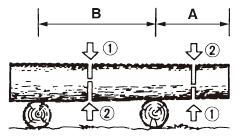 B A
① ②
② ①